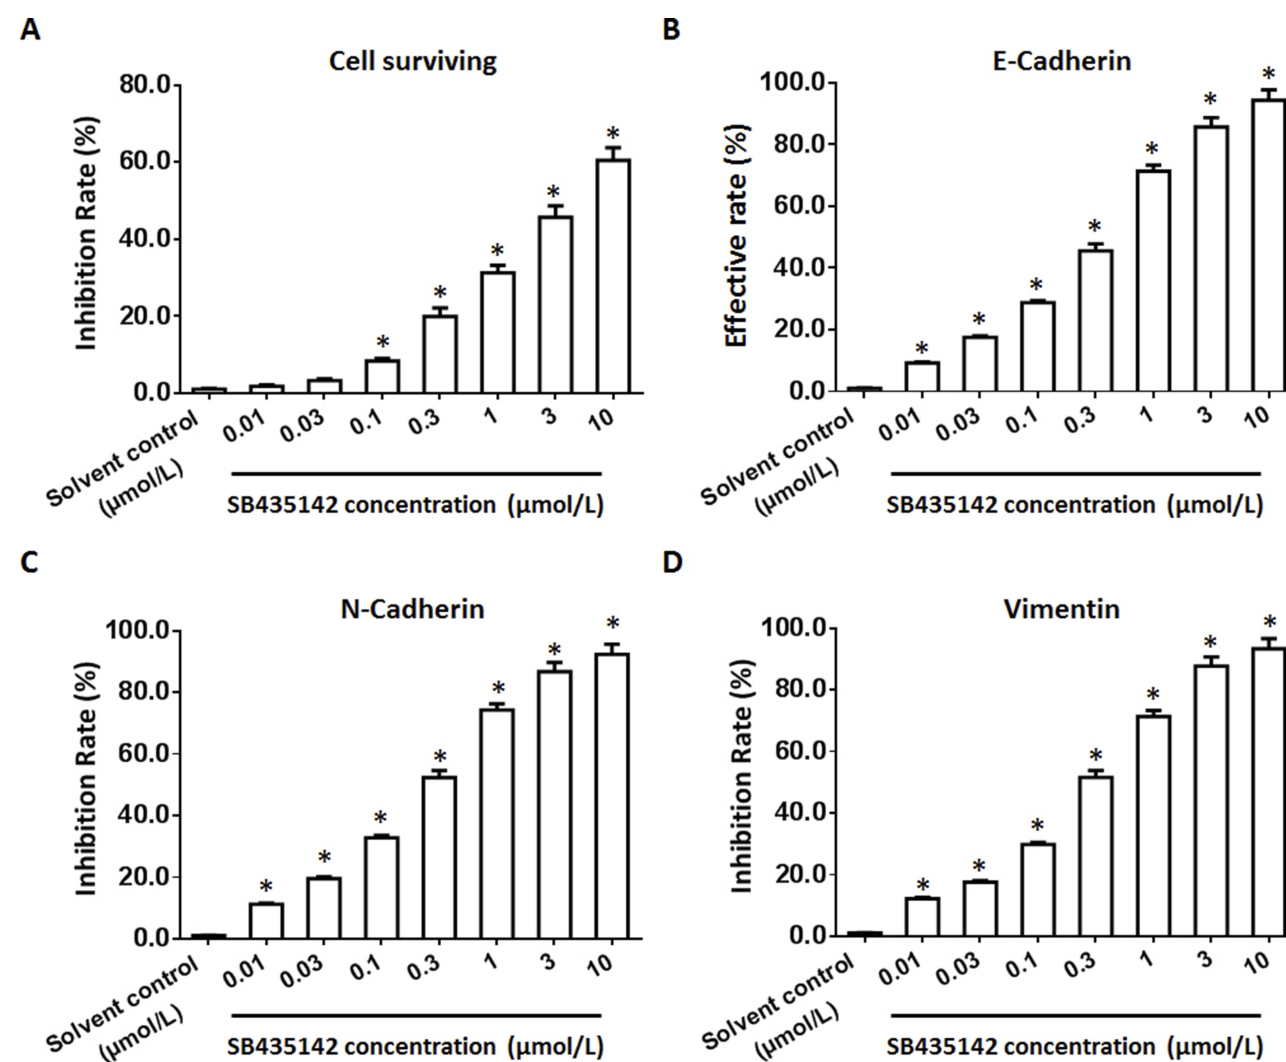 A
Cell surviving
Inhibition Rate (%)
80.0
60.0
40.0
20.0
0.0
* * * * *
Solvent control 0.01 0.03 0.1 0.3 1 3 10
(μmol/L)
SB435142 concentration (μmol/L)
B
E-Cadherin
Effective rate (%)
100.0
80.0
60.0
40.0
20.0
0.0
* * * * * * *
Solvent control 0.01 0.03 0.1 0.3 1 3 10
(μmol/L)
SB435142 concentration (μmol/L)
C
N-Cadherin
Inhibition Rate (%)
100.0
80.0
60.0
40.0
20.0
0.0
* * * * * * *
Solvent control 0.01 0.03 0.1 0.3 1 3 10
(μmol/L)
SB435142 concentration (μmol/L)
D
Vimentin
Inhibition Rate (%)
100.0
80.0
60.0
40.0
20.0
0.0
* * * * * * *
Solvent control 0.01 0.03 0.1 0.3 1 3 10
(μmol/L)
SB435142 concentration (μmol/L)